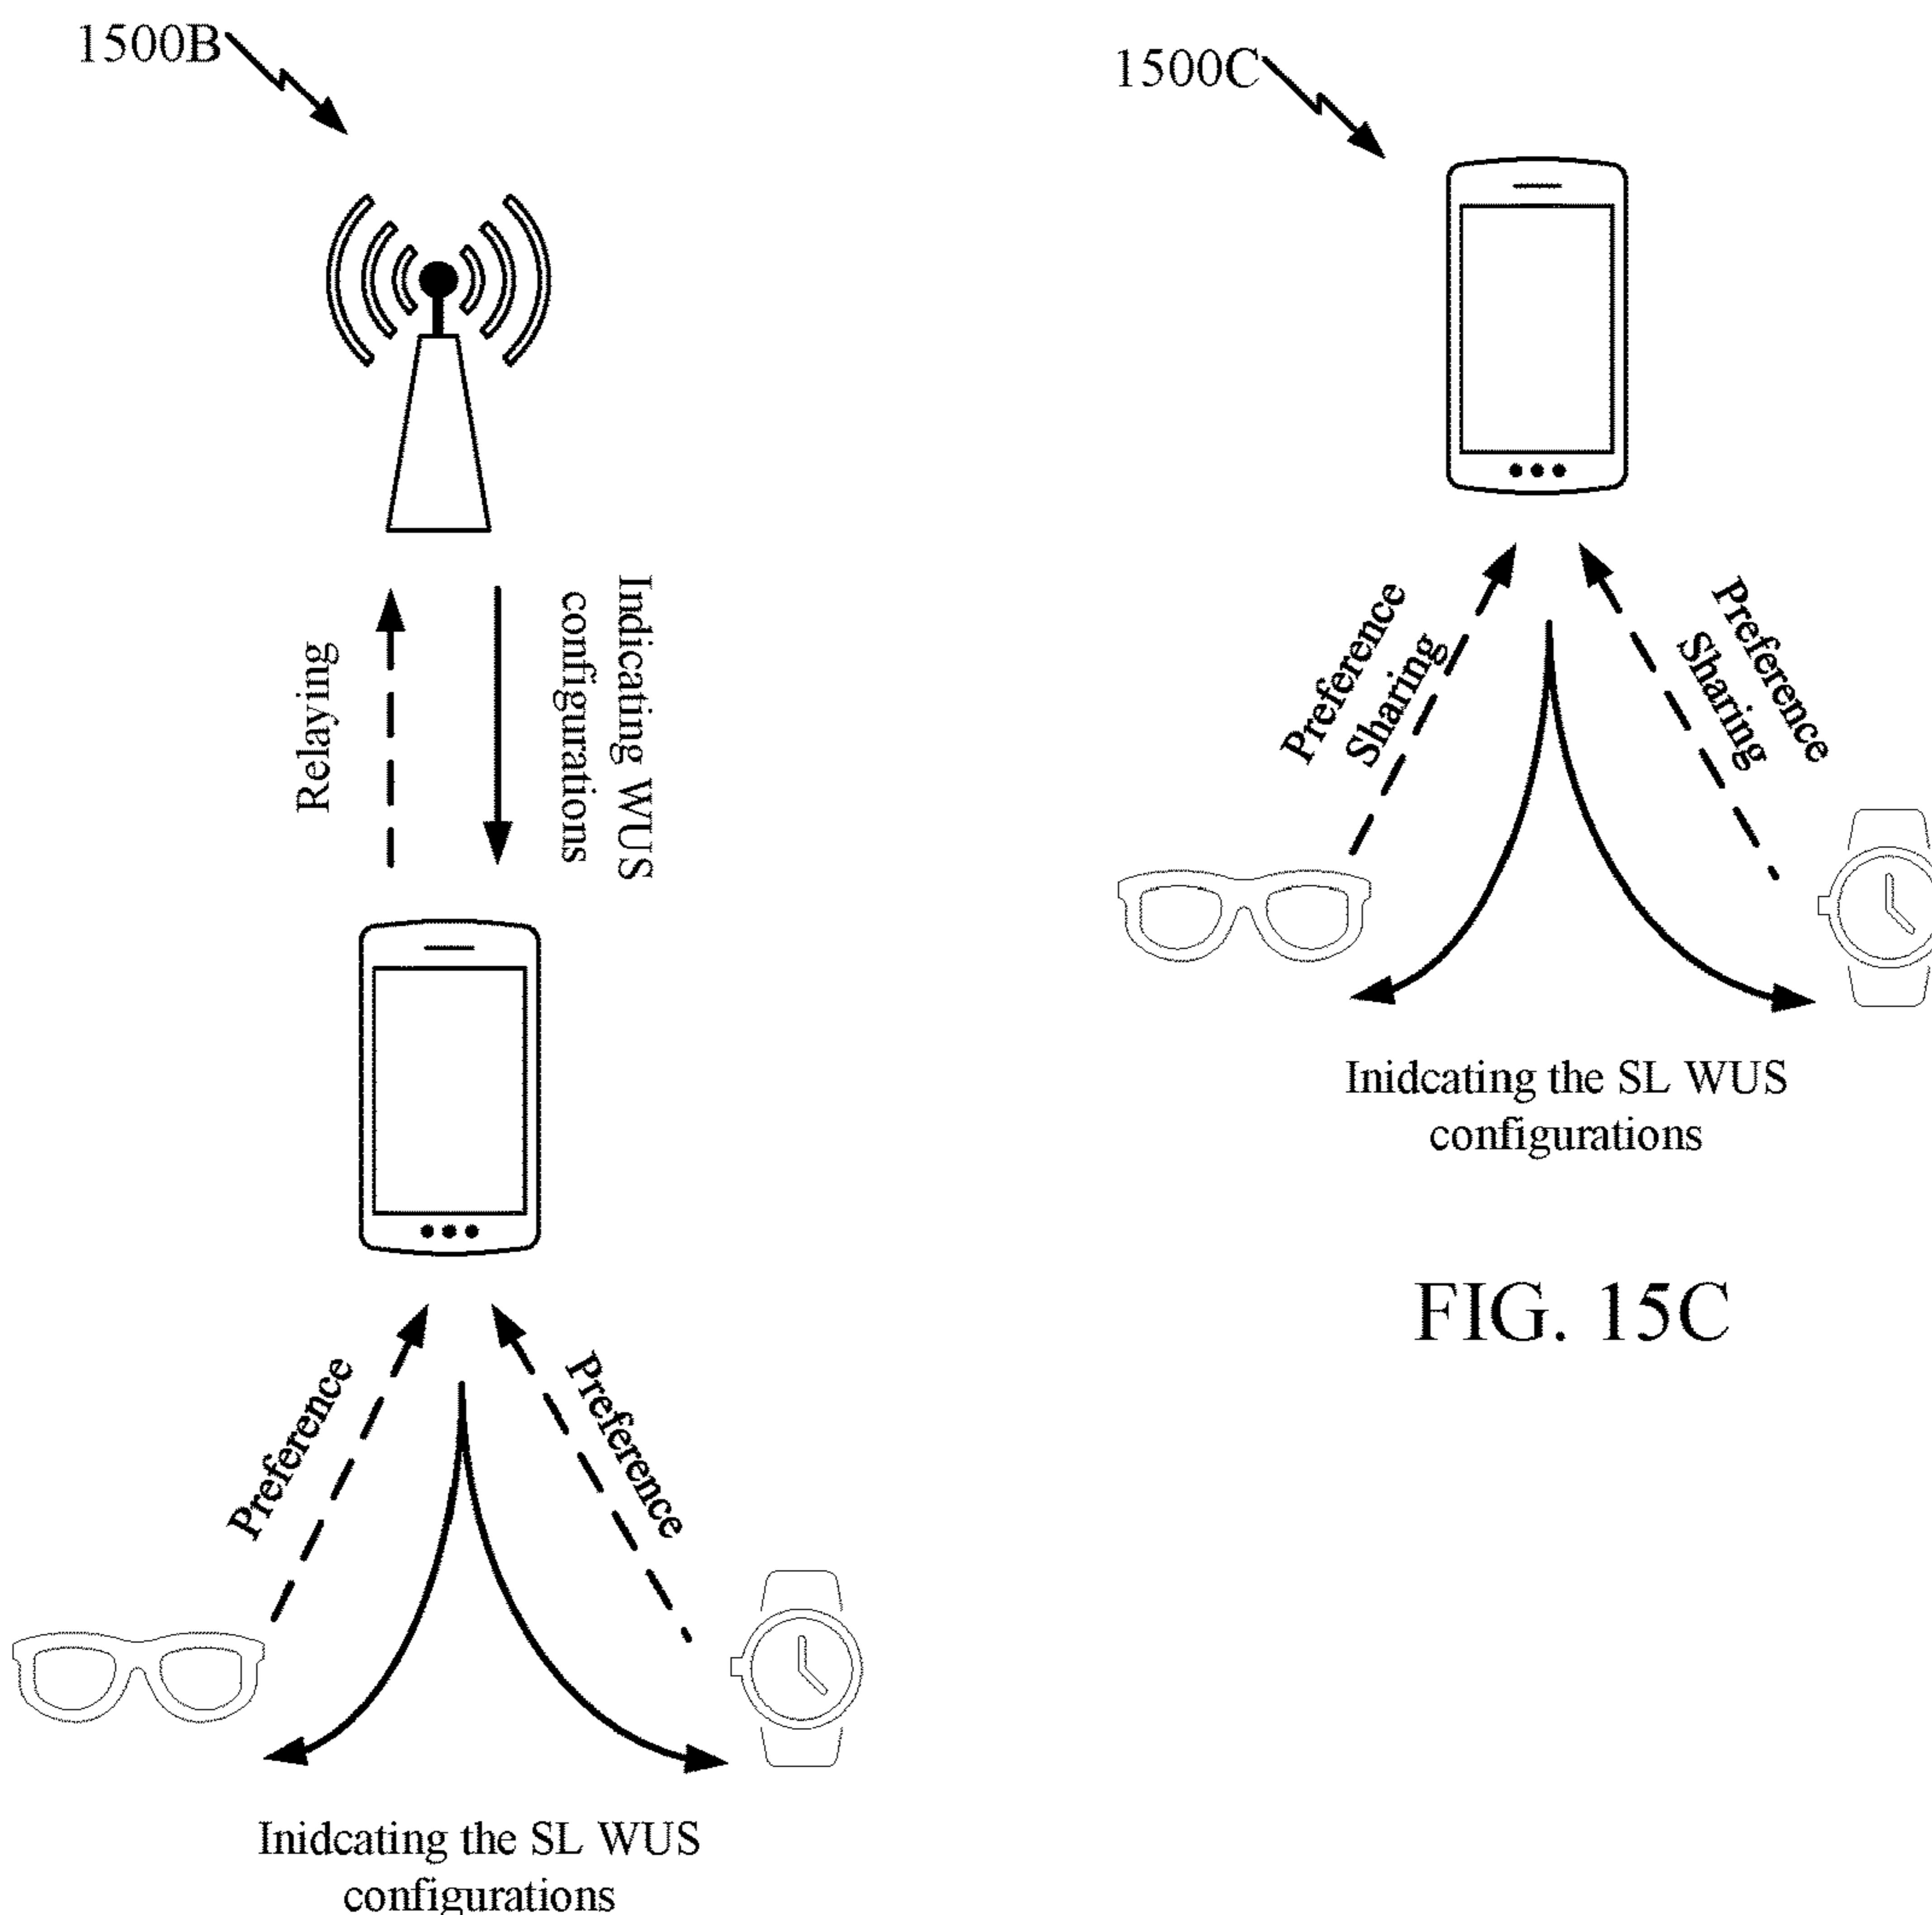 1500B
Relaying
Indicating WUS
configurations
Preference
Preference
Inidcating the SL WUS
configurations
1500C
Preference
Sharing
Preference
Sharing
Inidcating the SL WUS
configurations
FIG. 15C